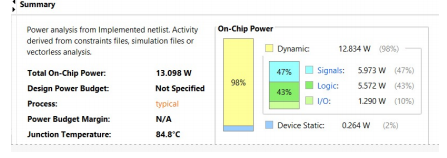 Summary
Power analysis from Implemented netlist. Activity
derived from constraints files, simulation files or
vectorless analysis.
Total On-Chip Power: 13.098 W
Design Power Budget: Not Specified
Process: typical
Power Budget Margin: N/A
Junction Temperature: 84.8°C
On-Chip Power
98%
Dynamic: 12.834 W (98%)
47%
43%
Signals: 5.973 W (47%)
Logic: 5.572 W (43%)
I/O: 1.290 W (10%)
Device Static: 0.264 W (2%)